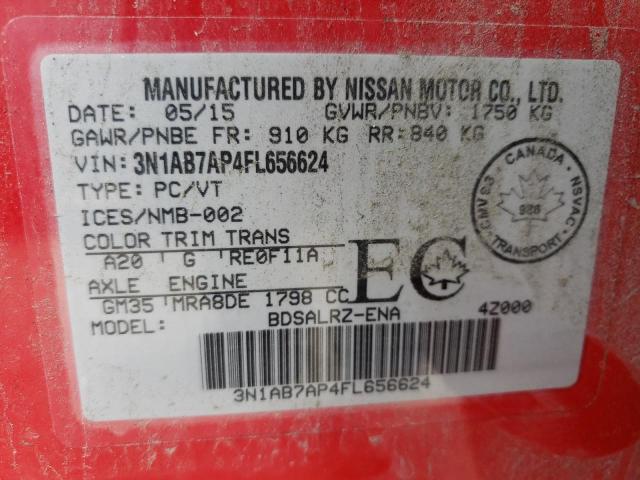 MANUFACTURED BY NISSAN MOTOR CO., LTD.
DATE: 05/15 GVWR/PNBV: 1750 KG
GAWR/PNBE FR: 910 KG RR: 840 KG
VIN: 3N1AB7AP4FL656624
TYPE: PC/VT
ICES/NMB-002
COLOR TRIM TRANS
A20 G RE0F11A
AXLE ENGINE
GM35 MRA8DE 1798 CC
MODEL: BDSALRZ-ENA 4Z000
EC
CANADA
CMVSS NSVAC
TRANSPORT
3N1AB7AP4FL656624